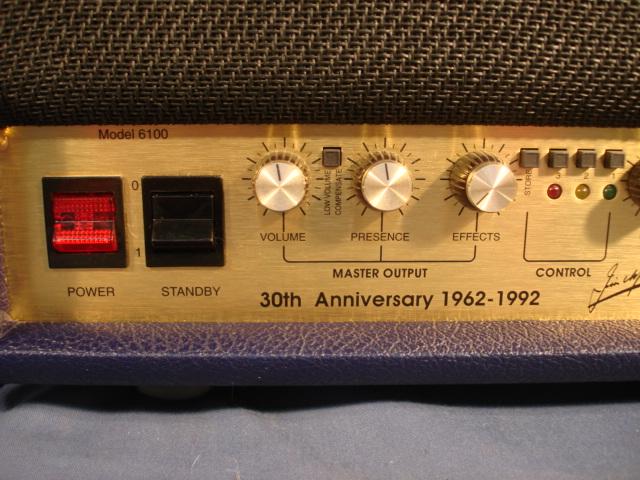 Model 6100
0
1
POWER
STANDBY
VOLUME
LOW VOLUME
COMPENSATE
PRESENCE
EFFECTS
MASTER OUTPUT
STORE
3
2
1
CONTROL
30th Anniversary 1962-1992